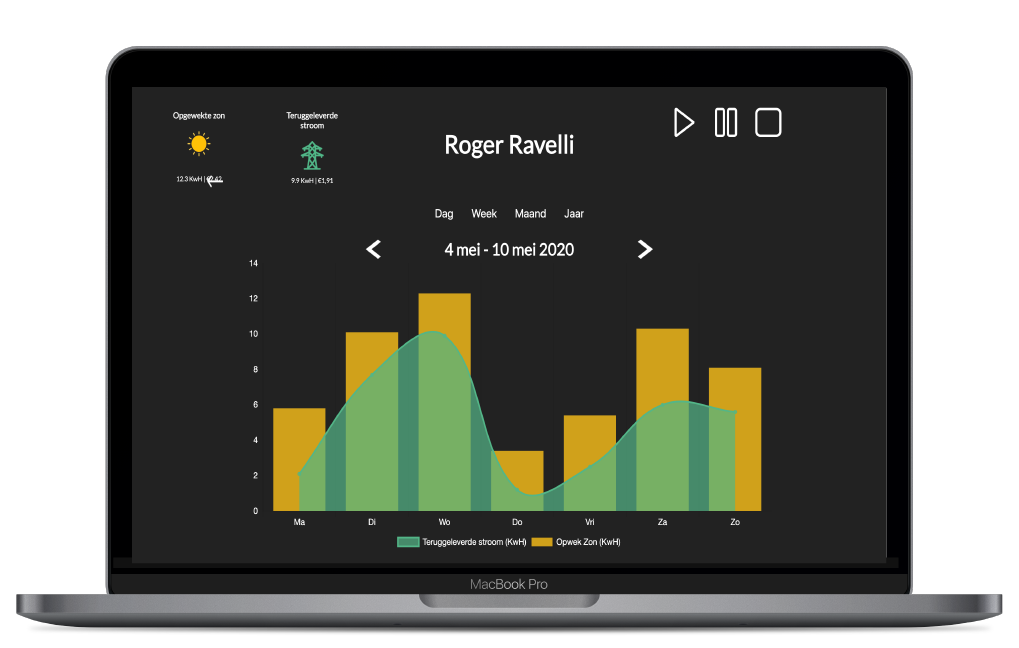 Opgewekte zon
Teruggeleverde
stroom
12.3 KwH |
9.9 KwH | €1,91
Roger Ravelli
Dag Week Maand Jaar
4 mei - 10 mei 2020
14
12
10
8
6
4
2
0
Ma Di Wo Do Vri Za Zo
Teruggeleverde stroom (KwH) Opwek Zon (KwH)
MacBook Pro